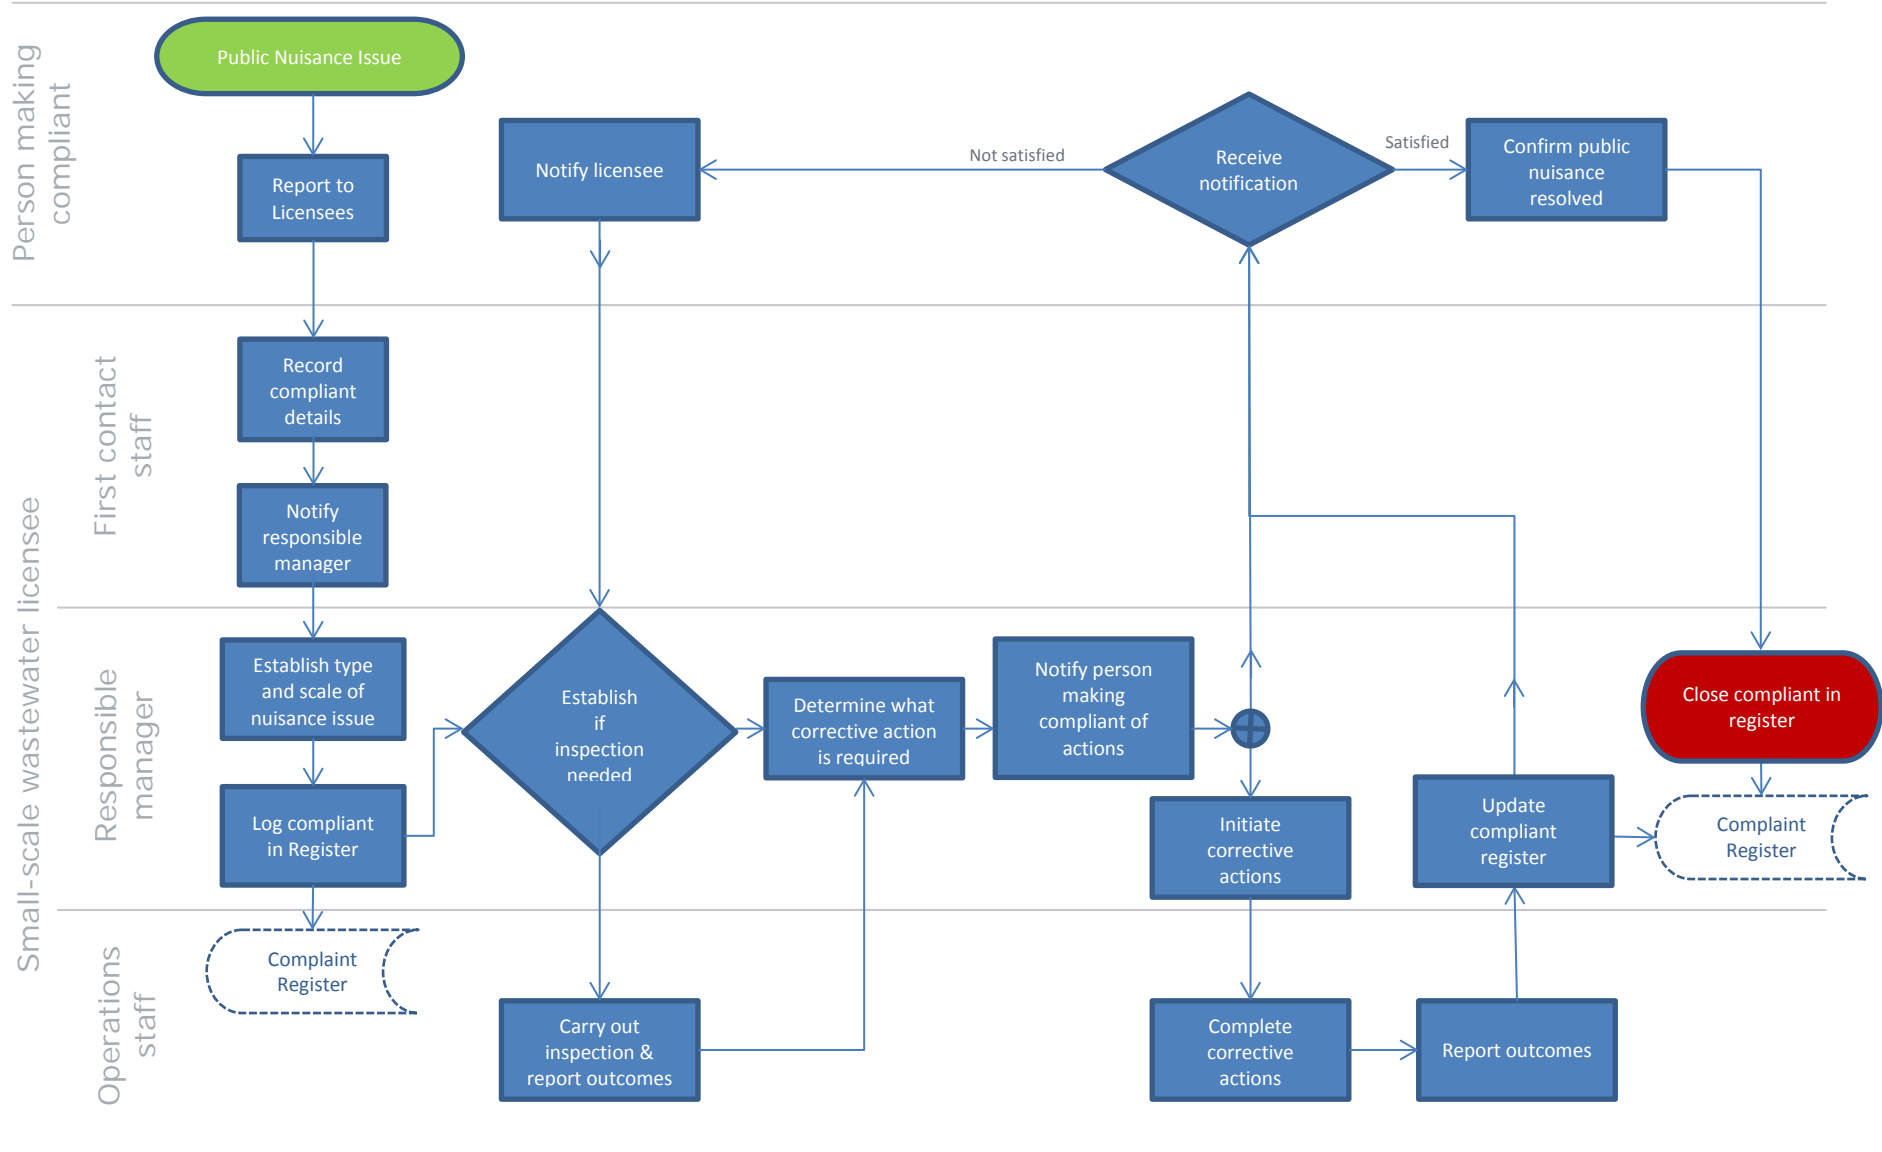 Person making
compliant
Public Nuisance Issue
Report to
Licensees
Notify licensee
Not satisfied
Receive
notification
Satisfied
Confirm public
nuisance
resolved
Small-scale wastewater licensee
First contact
staff
Record
compliant
details
Notify
responsible
manager
Responsible
manager
Establish type
and scale of
nuisance issue
Log compliant
in Register
Establish
if
inspection
needed
Determine what
corrective action
is required
Notify person
making
compliant of
actions
Initiate
corrective
actions
Update
compliant
register
Close compliant in
register
Complaint
Register
Operations
staff
Complaint
Register
Carry out
inspection &
report outcomes
Complete
corrective
actions
Report outcomes